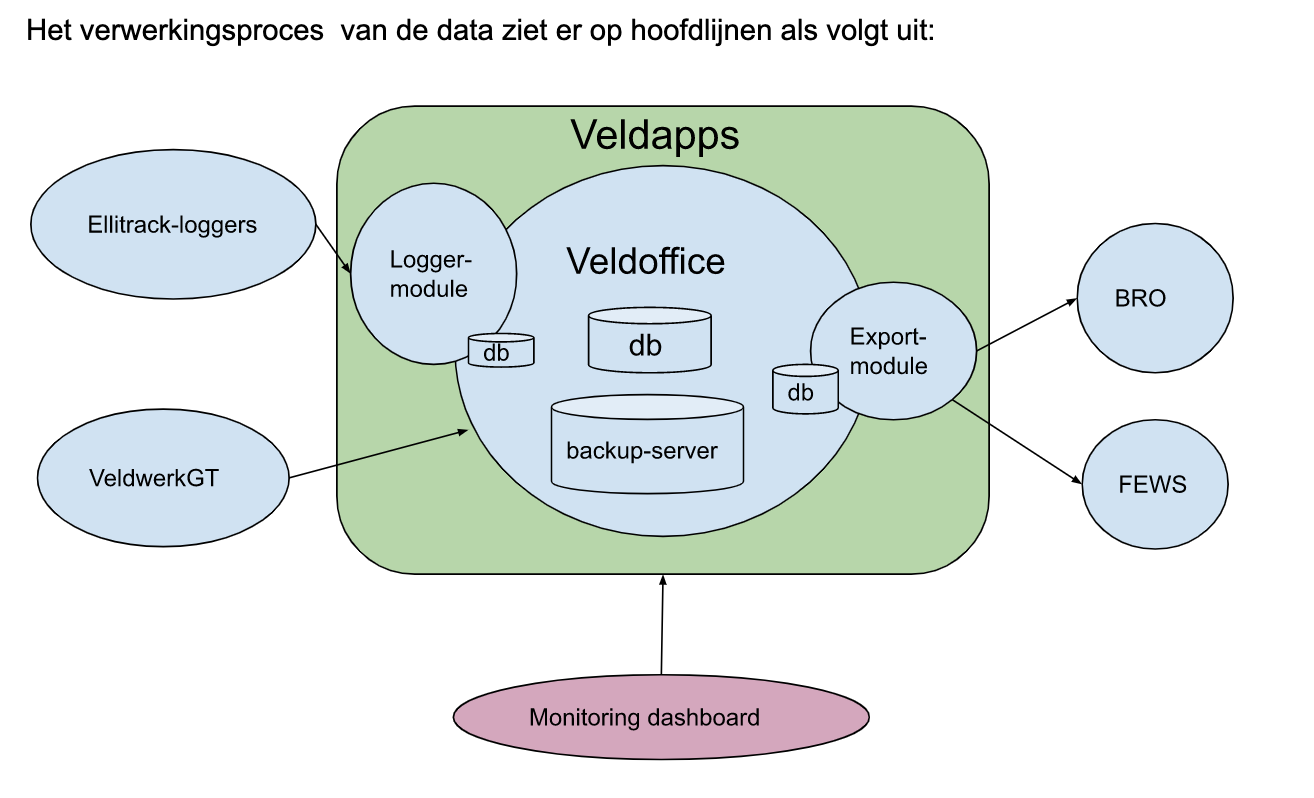 Het verwerkingsproces  van de data ziet er op hoofdlijnen als volgt uit:
Veldapps
Ellitrack-loggers
Logger-
module
db
Veldoffice
db
backup-server
Export-
module
db
BRO
VeldwerkGT
FEWS
Monitoring dashboard